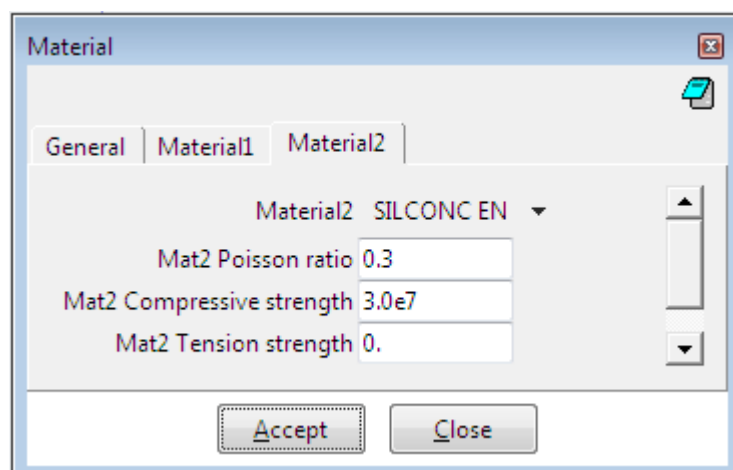 Material
General Material1 Material2
Material2 SILCONC EN
Mat2 Poisson ratio 0.3
Mat2 Compressive strength 3.0e7
Mat2 Tension strength 0.
Accept Close